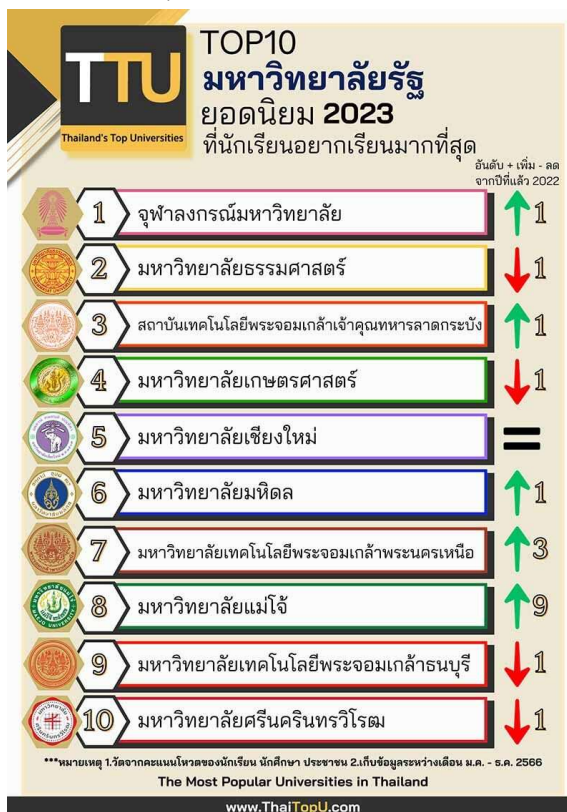 TTU
Thailand's Top Universities
TOP10
มหาวิทยาลัยรัฐ
ยอดนิยม 2023
ที่นักเรียนอยากเรียนมากที่สุด
อันดับ + เพิ่ม - ลด
จากปีที่แล้ว 2022
1 จุฬาลงกรณ์มหาวิทยาลัย 1
2 มหาวิทยาลัยธรรมศาสตร์ 1
3 สถาบันเทคโนโลยีพระจอมเกล้าเจ้าคุณทหารลาดกระบัง 1
4 มหาวิทยาลัยเกษตรศาสตร์ 1
5 มหาวิทยาลัยเชียงใหม่ =
6 มหาวิทยาลัยมหิดล 1
7 มหาวิทยาลัยเทคโนโลยีพระจอมเกล้าพระนครเหนือ 3
8 มหาวิทยาลัยแม่โจ้ 9
9 มหาวิทยาลัยเทคโนโลยีพระจอมเกล้าธนบุรี 1
10 มหาวิทยาลัยศรีนครินทรวิโรฒ 1
***หมายเหตุ 1.วัดจากคะแนนโหวตของนักเรียน นักศึกษา ประชาชน 2.เก็บข้อมูลระหว่างเดือน ม.ค. - ธ.ค. 2566
The Most Popular Universities in Thailand
www.ThaiTopU.com